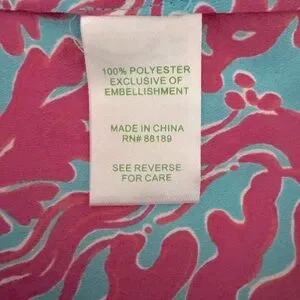 100% POLYESTER
EXCLUSIVE OF
EMBELLISHMENT
MADE IN CHINA
RN# 88189
SEE REVERSE
FOR CARE